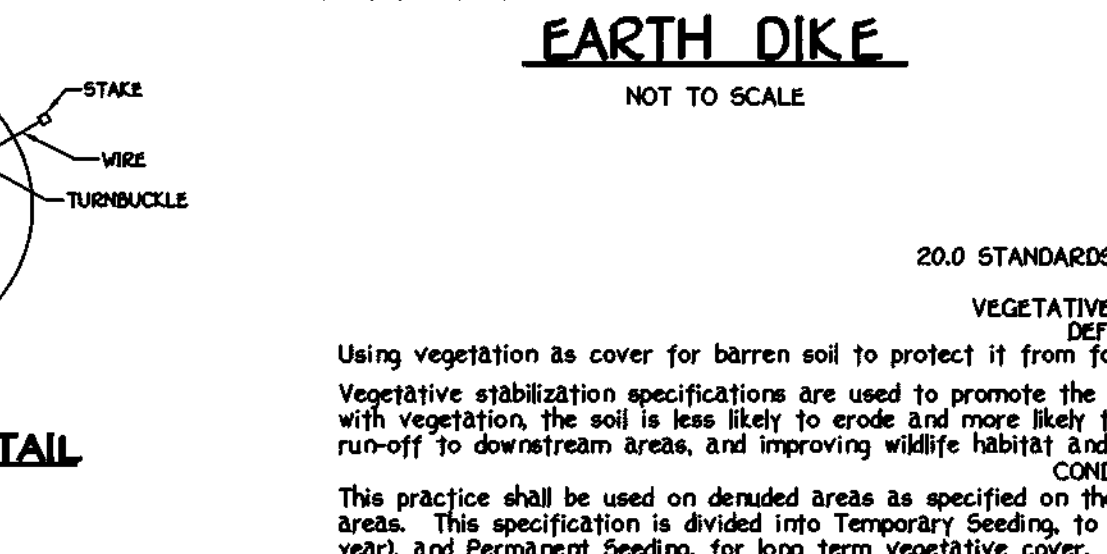 EARTH DIKE
NOT TO SCALE
STAKE
WIRE
TURNBUCKLE
TAIL
20.0 STANDARDS
VEGETATIVE
DEF
Using vegetation as cover for barren soil to protect it from fo
Vegetative stabilization specifications are used to promote the
with vegetation, the soil is less likely to erode and more likely t
run-off to downstream areas, and improving wildlife habitat and
COND
This practice shall be used on denuded areas as specified on the
areas. This specification is divided into Temporary Seeding, to
year), and Permanent Seeding, for long term vegetative cover.